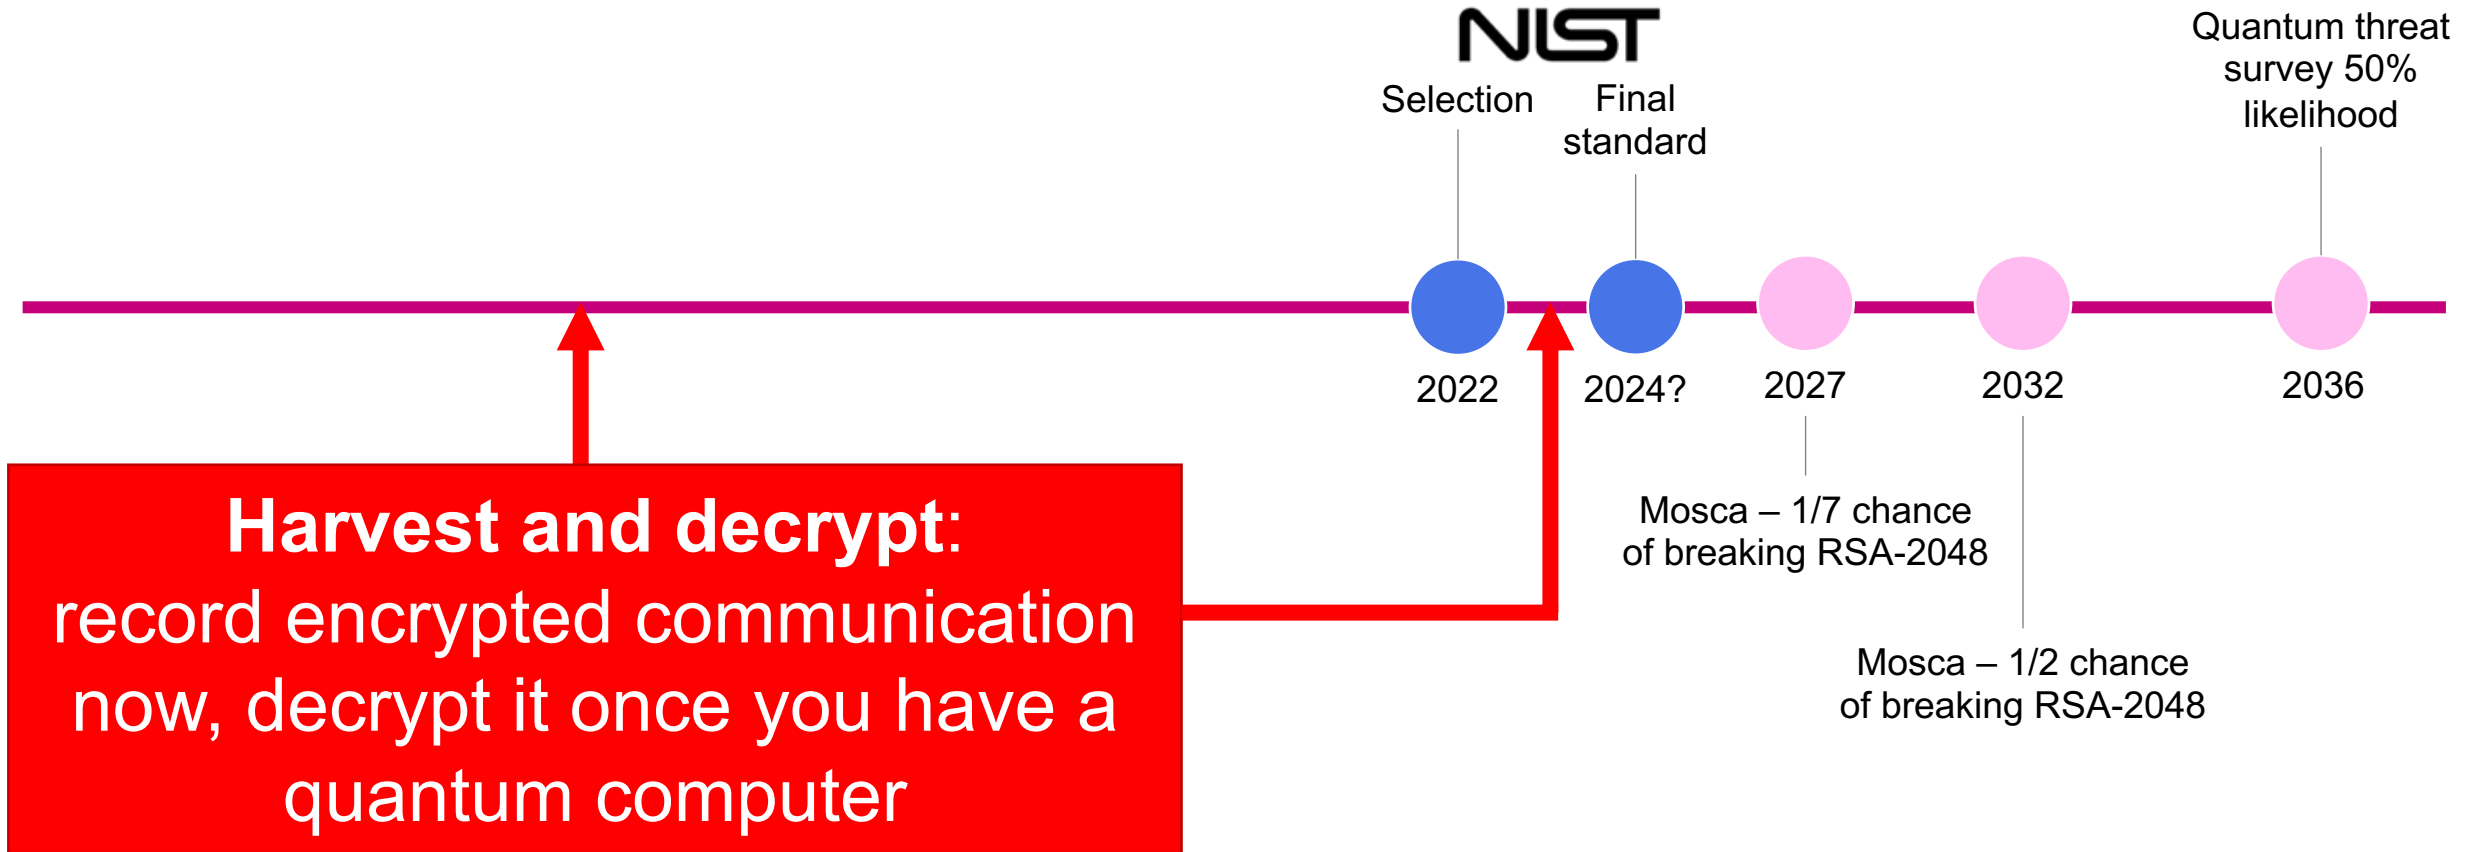 NIST
Selection
Final
standard
Quantum threat
survey 50%
likelihood
2022
2024?
2027
2032
2036
Mosca – 1/7 chance
of breaking RSA-2048
Mosca – 1/2 chance
of breaking RSA-2048
Harvest and decrypt:
record encrypted communication
now, decrypt it once you have a
quantum computer